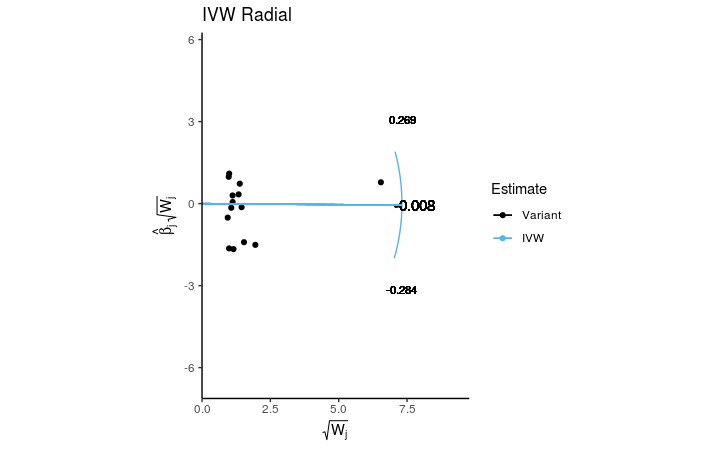 IVW Radial
6
3
0
-3
-6
0.269
-0.008
-0.284
0.0
2.5
5.0
7.5
β̂j√Wj
√Wj
Estimate
Variant
IVW